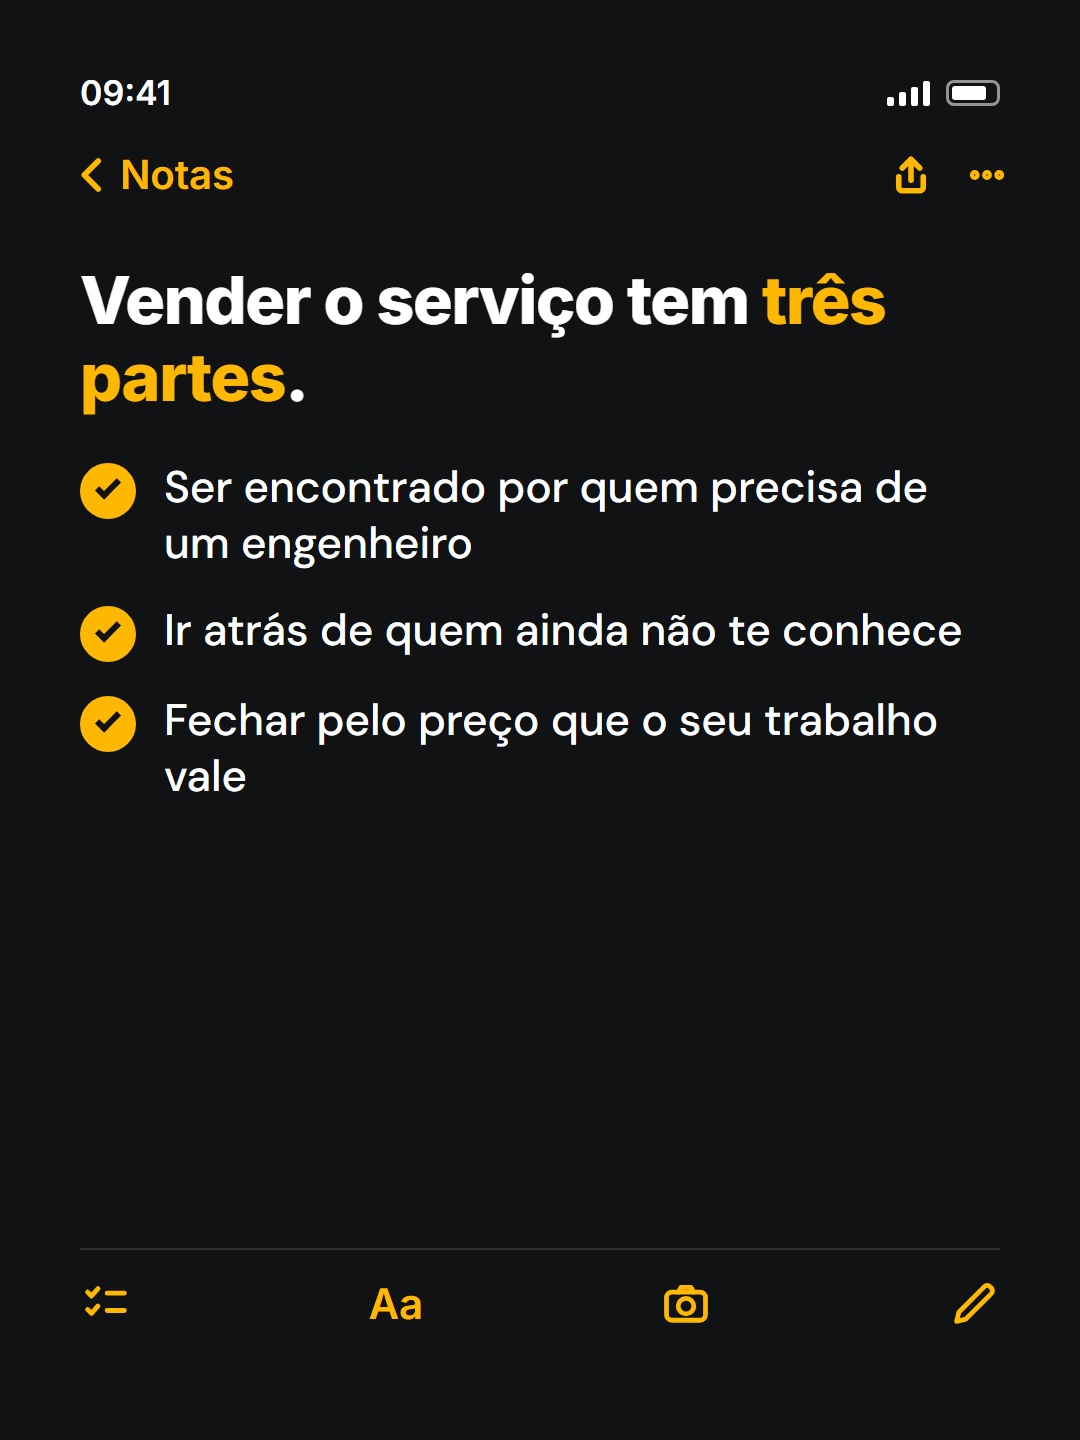 09:41
Notas
Vender o serviço tem três
partes.
Ser encontrado por quem precisa de
um engenheiro
Ir atrás de quem ainda não te conhece
Fechar pelo preço que o seu trabalho
vale
Aa